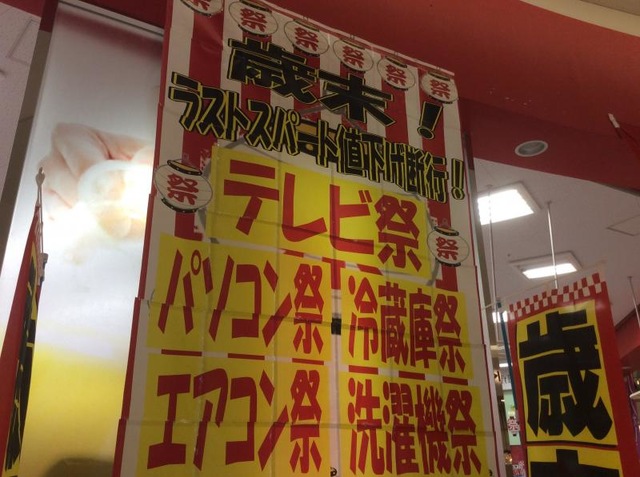 祭 祭 祭 祭 祭
歳末!
ラストスパート値下げ断行!
祭
テレビ祭
祭
パソコン祭
冷蔵庫祭
エアコン祭
洗濯機祭
歳